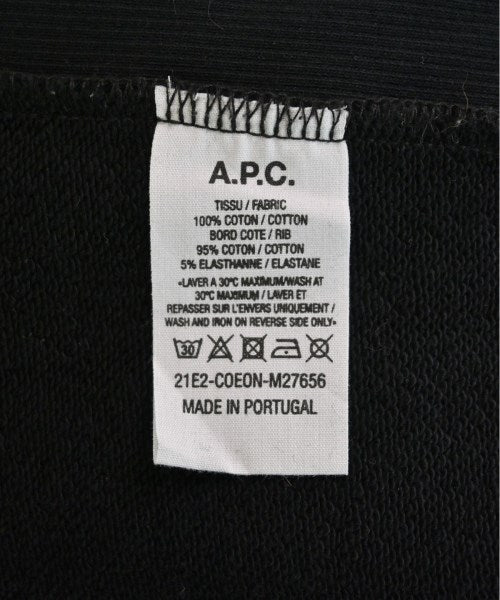 A.P.C.
TISSU / FABRIC
100% COTON / COTTON
BORD COTE / RIB
95% COTON / COTTON
5% ELASTHANNE / ELASTANE
«LAVER A 30°C MAXIMUM/WASH AT
30°C MAXIMUM / LAVER ET
REPASSER SUR L'ENVERS UNIQUEMENT /
WASH AND IRON ON REVERSE SIDE ONLY»
30
21E2-COEON-M27656
MADE IN PORTUGAL